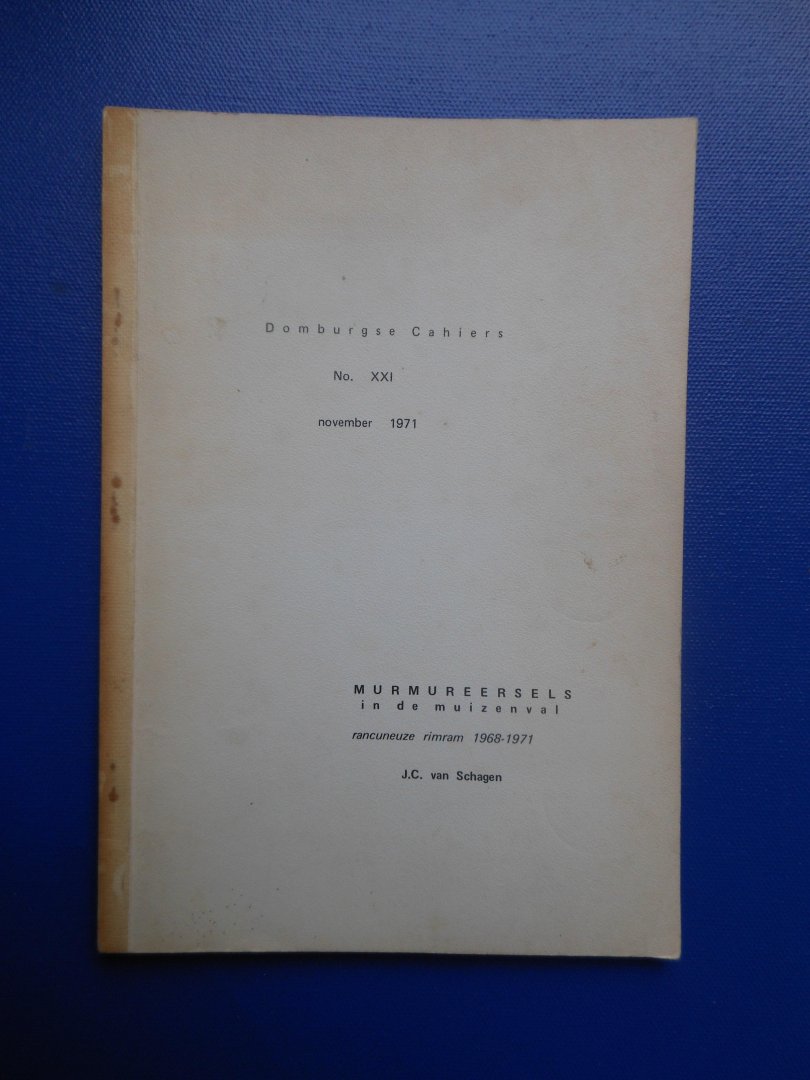 Domburgse Cahiers
No. XXI
november 1971
MURMUREERSELS
in de muizenval
rancuneuze rimram 1968-1971
J.C. van Schagen